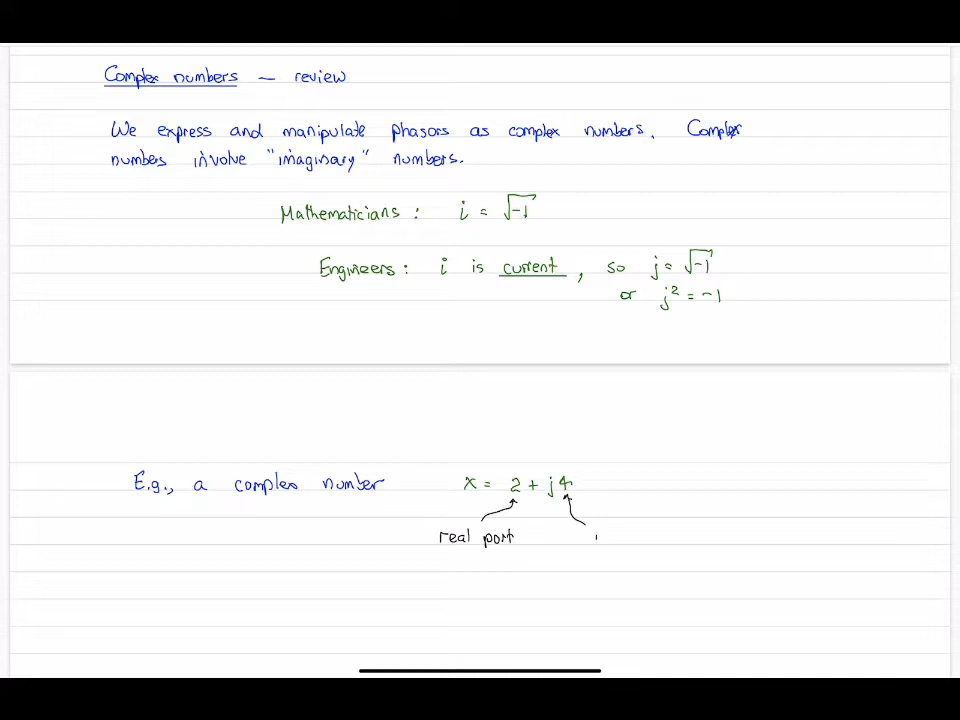 Complex numbers — review
We express and manipulate phasors as complex numbers. Complex
numbers involve "imaginary" numbers.
Mathematicians : i = √-1
Engineers : i is current , so j = √-1
or j² = -1
E.g., a complex number x = 2 + j4
real part